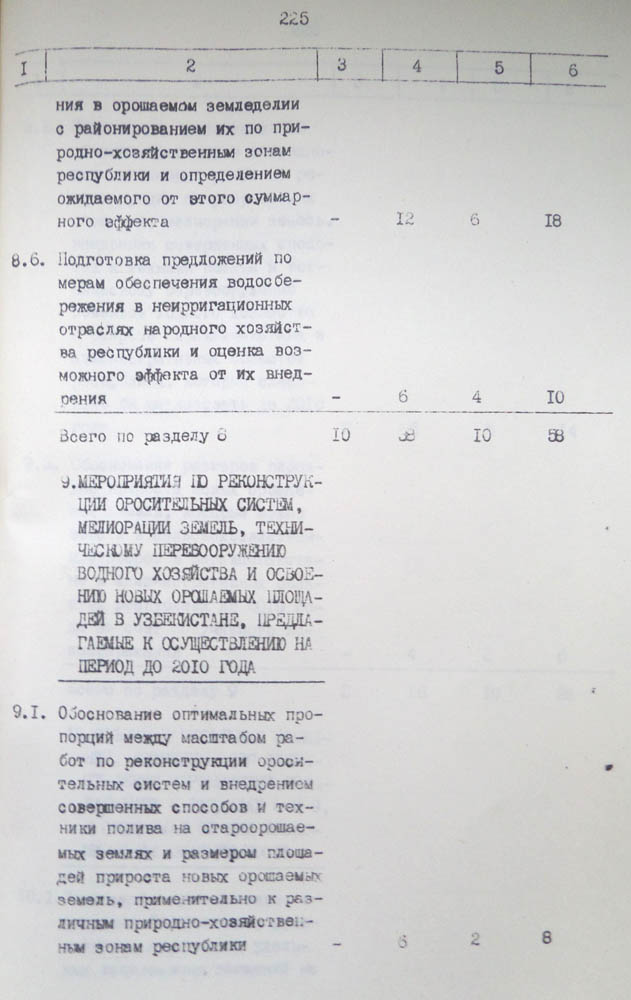 225
I 2 3 4 5 6
ния в орошаемом земледелии
с районированием их по при-
родно-хозяйственным зонам
республики и определением
ожидаемого от этого суммар-
ного эффекта - 12 6 18
8.6. Подготовка предложений по
мерам обеспечения водосбе-
режения в неирригационных
отраслях народного хозяйст-
ва республики и оценка воз-
можного эффекта от их внед-
рения - 6 4 10
Всего по разделу 8 10 38 10 58
9.МЕРОПРИЯТИЯ ПО РЕКОНСТРУК-
ЦИИ ОРОСИТЕЛЬНЫХ СИСТЕМ,
МЕЛИОРАЦИИ ЗЕМЕЛЬ, ТЕХНИ-
ЧЕСКОМУ ПЕРЕВООРУЖЕНИЮ
ВОДНОГО ХОЗЯЙСТВА И ОСВОЕ-
НИЮ НОВЫХ ОРОШАЕМЫХ ПЛОЩА-
ДЕЙ В УЗБЕКИСТАНЕ, ПРЕДЛА-
ГАЕМЫЕ К ОСУЩЕСТВЛЕНИЮ НА
ПЕРИОД ДО 2010 ГОДА
9.I. Обоснование оптимальных про-
порций между масштабом ра-
бот по реконструкции ороси-
тельных систем и внедрением
совершенных способов и тех-
ники полива на староорошае-
мых землях и размером площа-
дей прироста новых орошаемых
земель, применительно к раз-
личным природно-хозяйствен-
ным зонам республики - 6 2 8